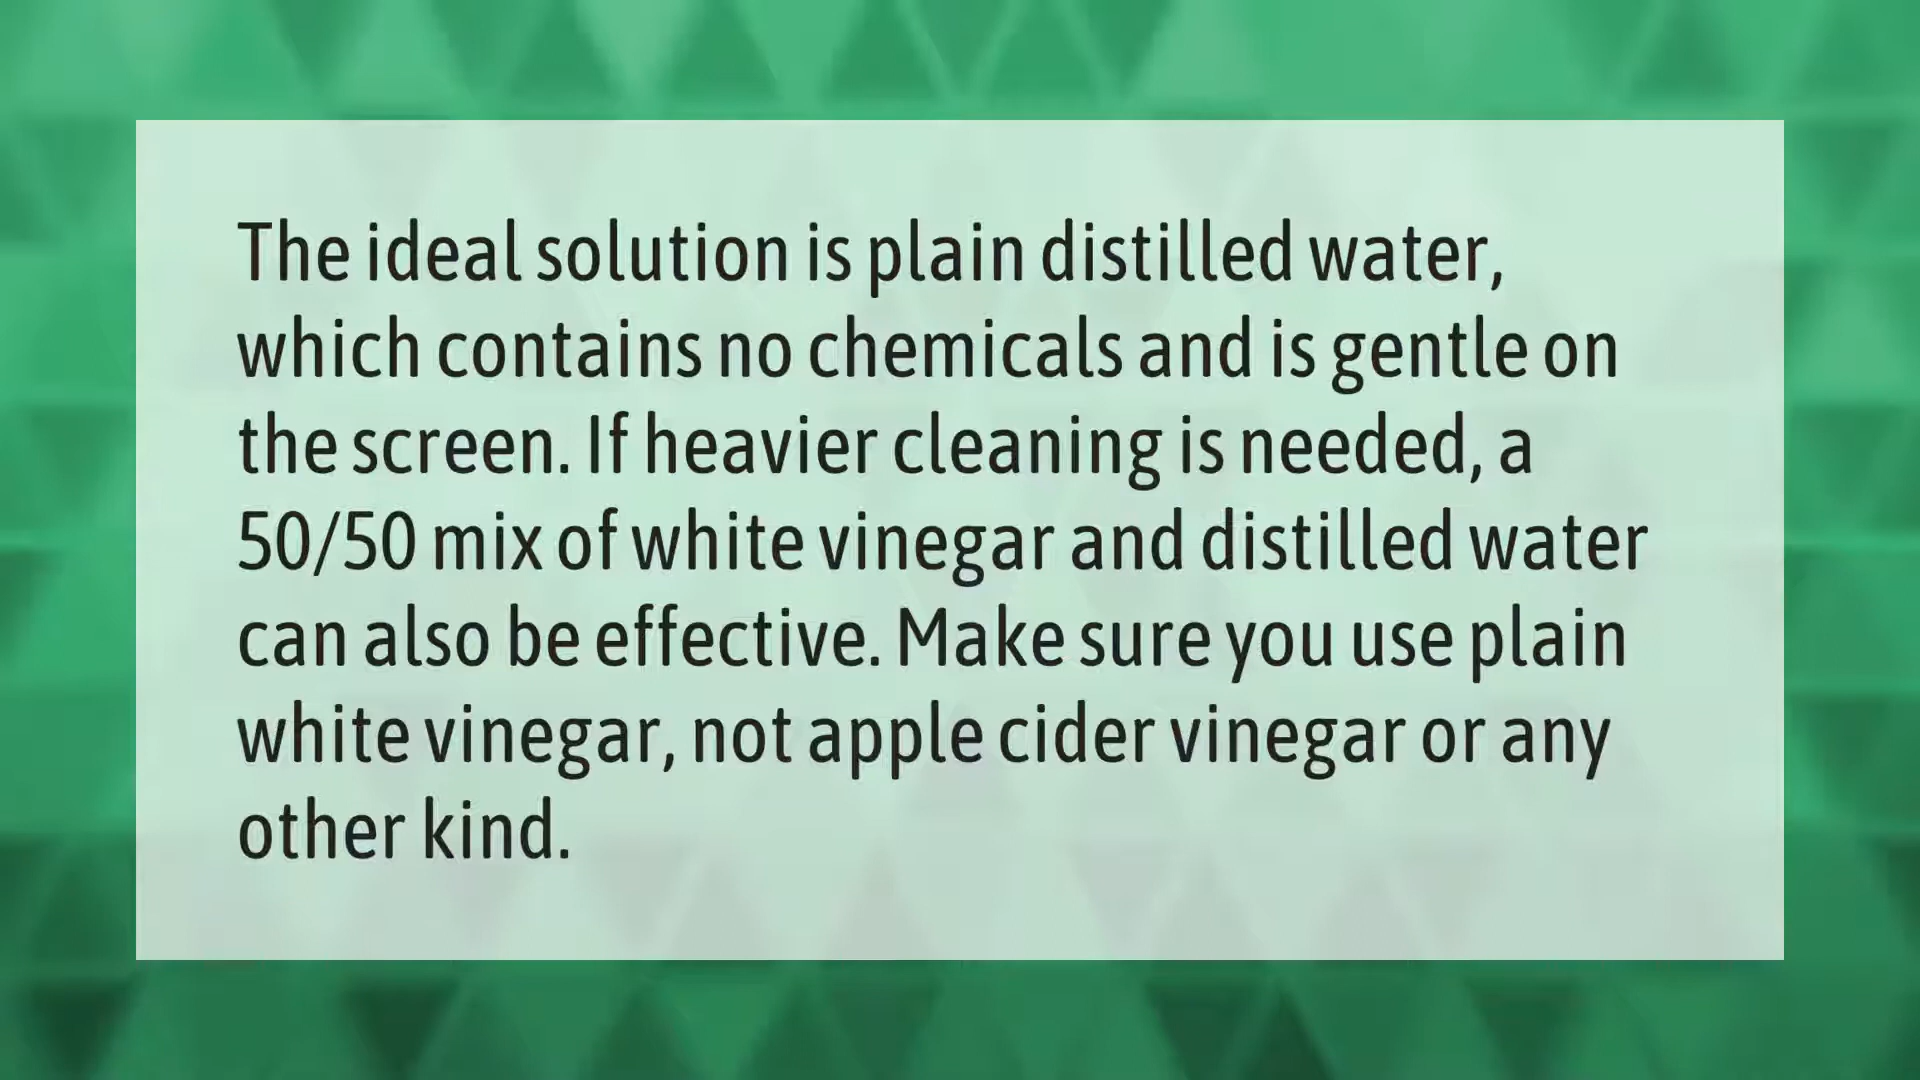 The ideal solution is plain distilled water,
which contains no chemicals and is gentle on
the screen. If heavier cleaning is needed, a
50/50 mix of white vinegar and distilled water
can also be effective. Make sure you use plain
white vinegar, not apple cider vinegar or any
other kind.